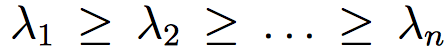 λ₁ ≥ λ₂ ≥ … ≥ λₙ